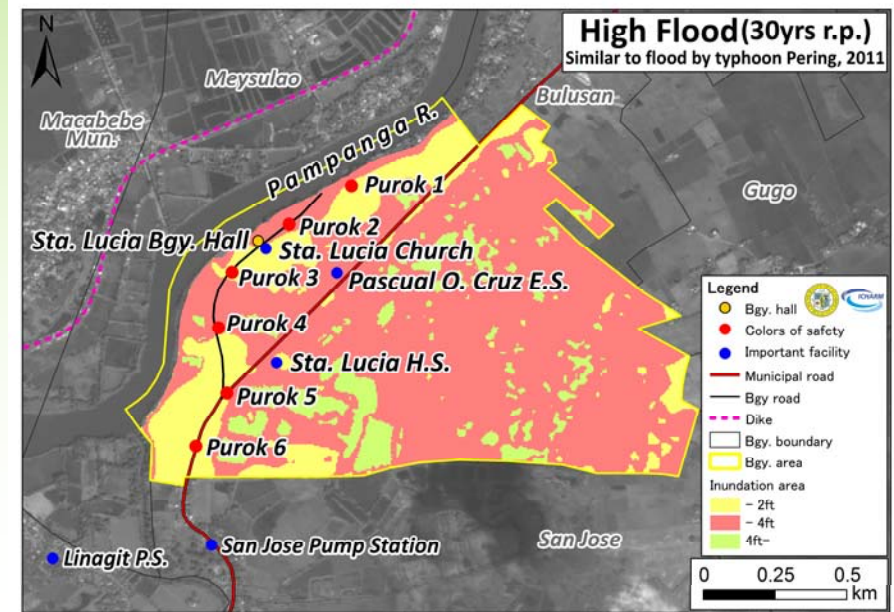 High Flood(30yrs r.p.)
Similar to flood by typhoon Pering, 2011
N
Meysulao
Bulusan
Macabebe
Mun.
Pampanga R.
Gugo
Purok 1
Purok 2
Sta. Lucia Bgy. Hall
Sta. Lucia Church
Purok 3
Pascual O. Cruz E.S.
Purok 4
Sta. Lucia H.S.
Purok 5
Purok 6
San Jose Pump Station
San Jose
Linagit P.S.
Legend
ICHARM
Bgy. hall
Colors of safety
Important facility
Municipal road
Bgy road
Dike
Bgy. boundary
Bgy. area
Inundation area
- 2ft
- 4ft
4ft-
0 0.25 0.5
km